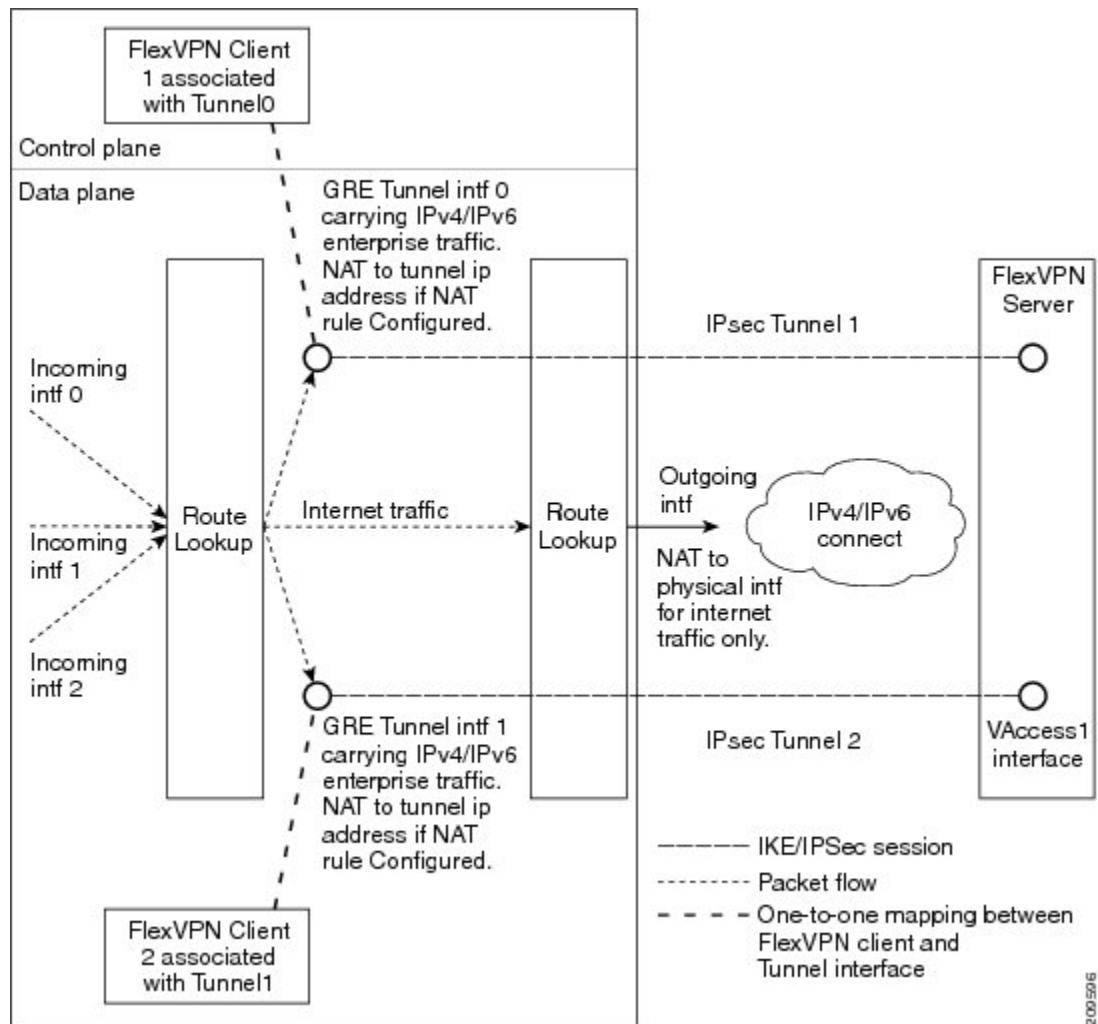 FlexVPN Client
1 associated
with Tunnel0
Control plane
Data plane
GRE Tunnel intf 0
carrying IPv4/IPv6
enterprise traffic.
NAT to tunnel ip
address if NAT
rule Configured.
FlexVPN
Server
IPsec Tunnel 1
Incoming
intf 0
Incoming
intf 1
Incoming
intf 2
Route
Lookup
Internet traffic
Route
Lookup
Outgoing
intf
NAT to
physical intf
for internet
traffic only.
IPv4/IPv6
connect
GRE Tunnel intf 1
carrying IPv4/IPv6
enterprise traffic.
NAT to tunnel ip
address if NAT
rule Configured.
IPsec Tunnel 2
VAccess1
interface
FlexVPN Client
2 associated
with Tunnel1
IKE/IPSec session
Packet flow
One-to-one mapping between
FlexVPN client and
Tunnel interface
209596